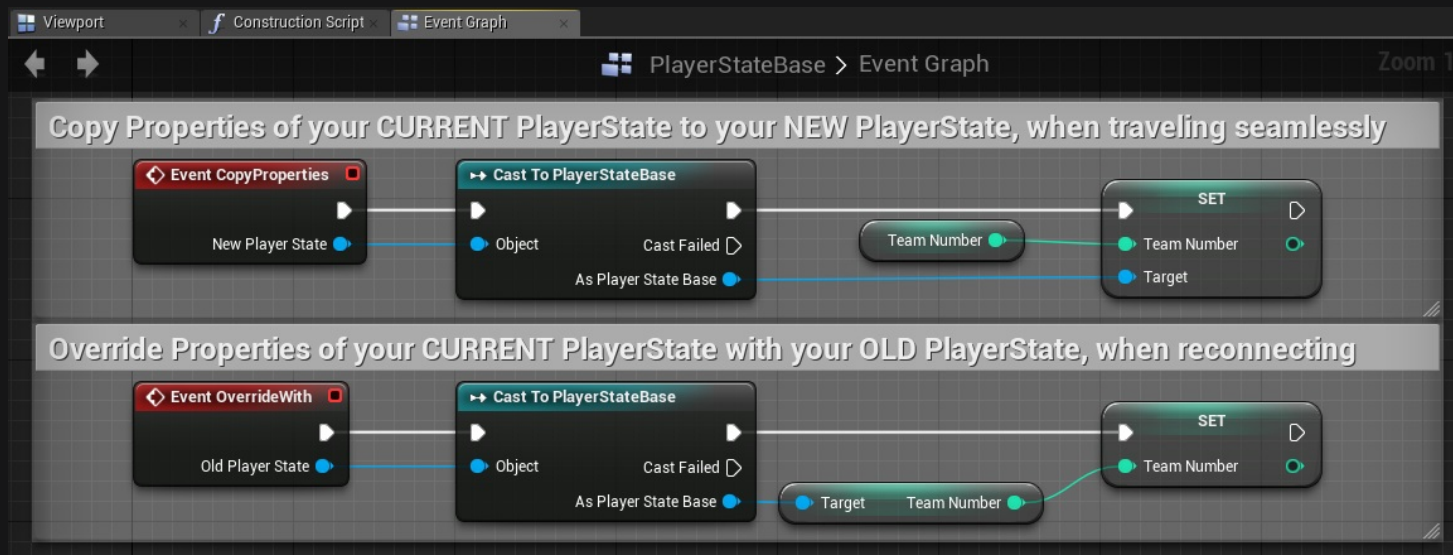 Viewport
Construction Script
Event Graph
PlayerStateBase > Event Graph
Zoom 1
Copy Properties of your CURRENT PlayerState to your NEW PlayerState, when traveling seamlessly
Event CopyProperties
New Player State
Cast To PlayerStateBase
Object
Cast Failed
As Player State Base
Team Number
SET
Team Number
Target
Override Properties of your CURRENT PlayerState with your OLD PlayerState, when reconnecting
Event OverrideWith
Old Player State
Cast To PlayerStateBase
Object
Cast Failed
As Player State Base
Target Team Number
SET
Team Number